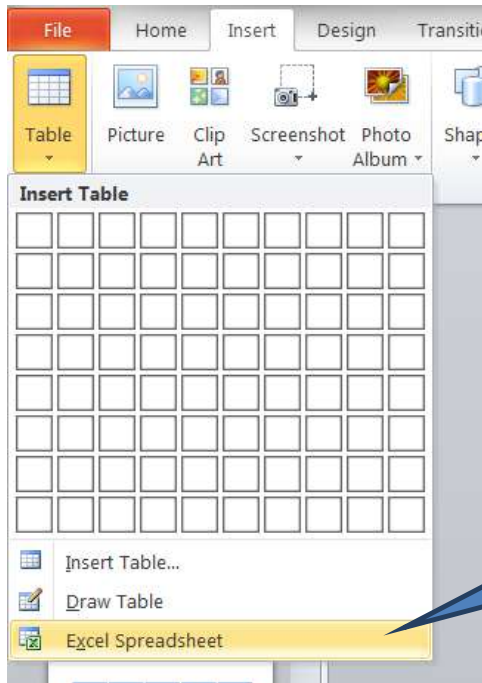 File Home Insert Design Transiti
Table Picture Clip Art Screenshot Photo Album Shap
Insert Table
Insert Table...
Draw Table
Excel Spreadsheet